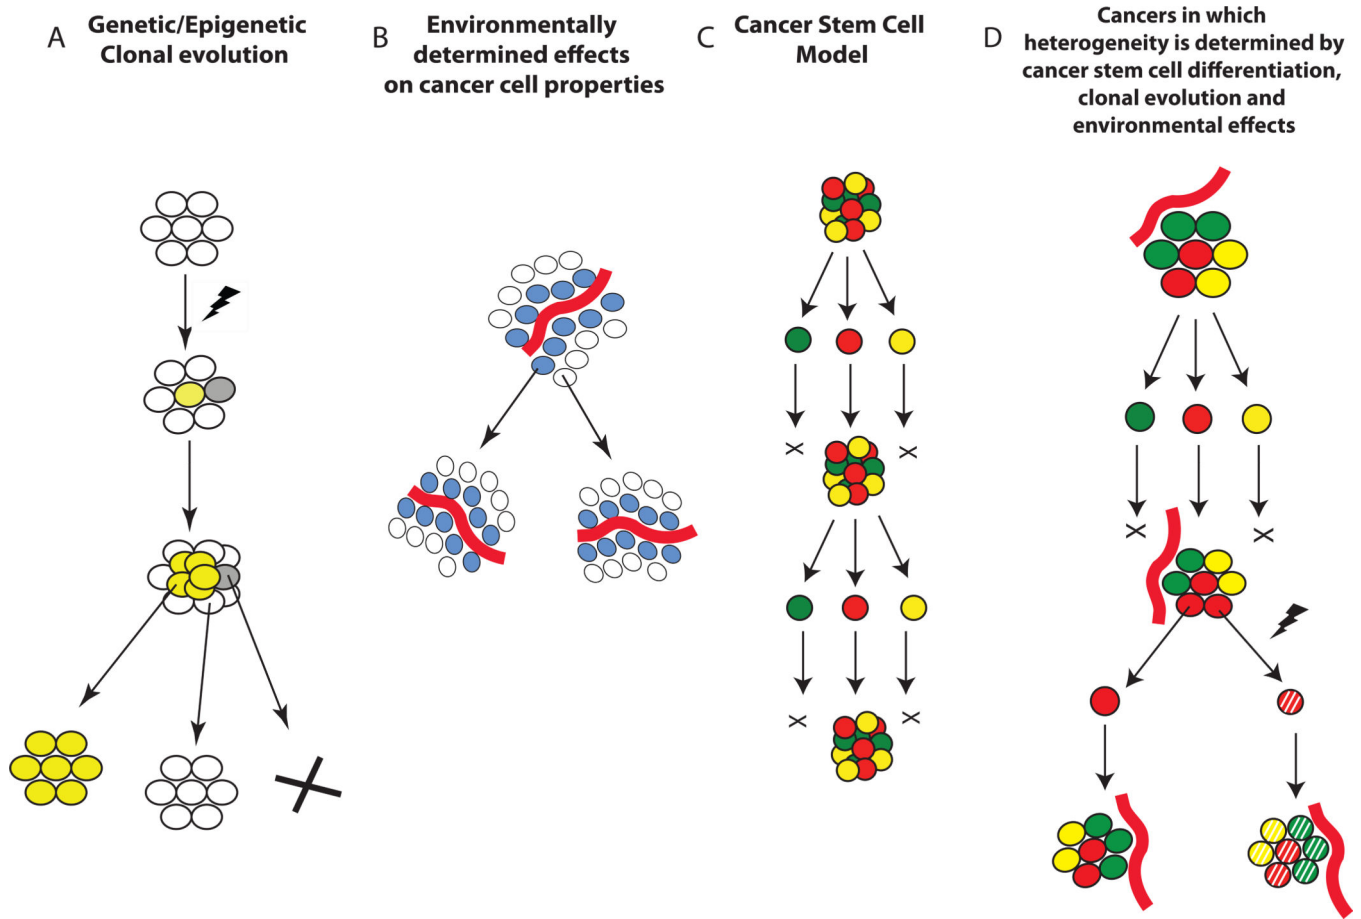 A
Genetic/Epigenetic
Clonal evolution
B
Environmentally
determined effects
on cancer cell properties
C
Cancer Stem Cell
Model
D
Cancers in which
heterogeneity is determined by
cancer stem cell differentiation,
clonal evolution and
environmental effects